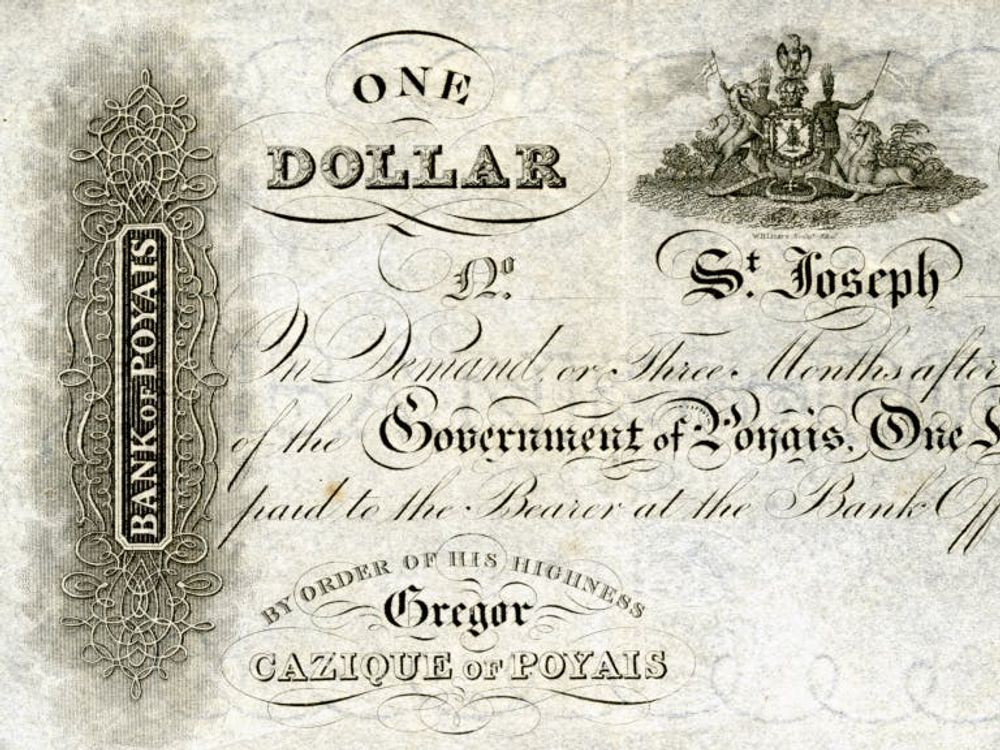 ONE
DOLLAR
Nº.
St. Joseph
On Demand, or Three Months after
of the Government of Poyais, One
paid to the Bearer at the Bank Off
BY ORDER OF HIS HIGHNESS
Gregor
CAZIQUE OF POYAIS
BANK OF POYAIS